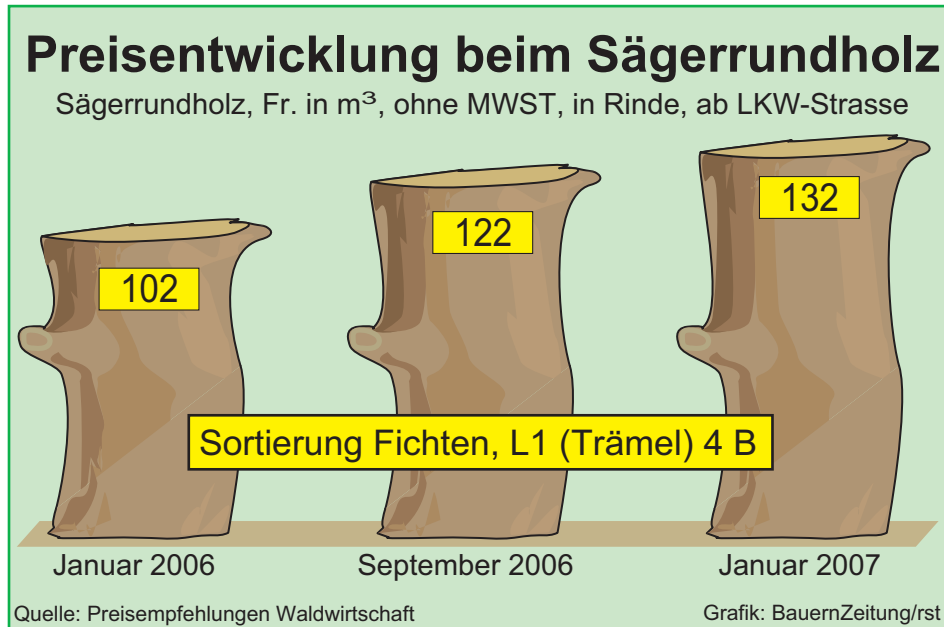 Preisentwicklung beim Sägerrundholz
Sägerrundholz, Fr. in m³, ohne MWST, in Rinde, ab LKW-Strasse
102
122
132
Sortierung Fichten, L1 (Trämel) 4 B
Januar 2006
September 2006
Januar 2007
Quelle: Preisempfehlungen Waldwirtschaft
Grafik: BauernZeitung/rst